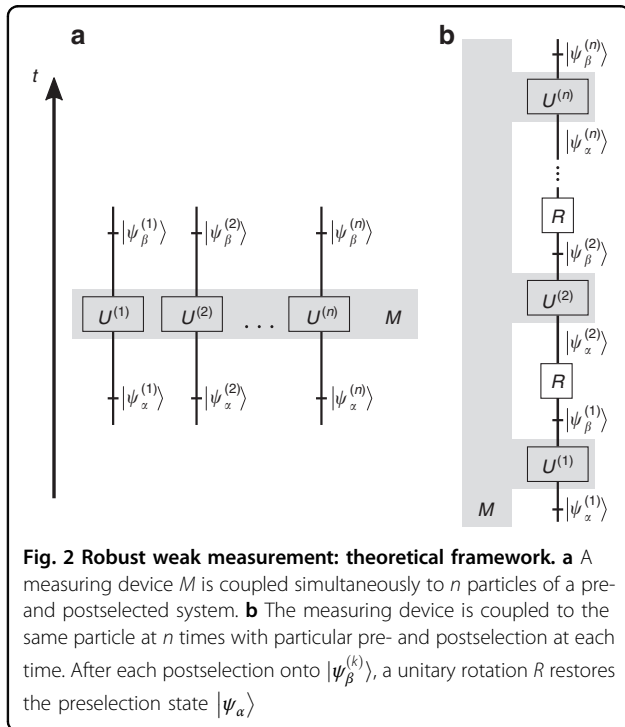 a
b
t
|ψ_β^(1)⟩ |ψ_β^(2)⟩ |ψ_β^(n)⟩
U^(1) U^(2) ... U^(n) M
|ψ_α^(1)⟩ |ψ_α^(2)⟩ |ψ_α^(n)⟩
|ψ_β^(n)⟩
U^(n)
|ψ_α^(n)⟩
⋮
R
|ψ_β^(2)⟩
U^(2)
|ψ_α^(2)⟩
R
|ψ_β^(1)⟩
U^(1)
M |ψ_α^(1)⟩
Fig. 2 Robust weak measurement: theoretical framework. a A
measuring device M is coupled simultaneously to n particles of a pre-
and postselected system. b The measuring device is coupled to the
same particle at n times with particular pre- and postselection at each
time. After each postselection onto |ψ_β^(k)⟩, a unitary rotation R restores
the preselection state |ψ_α⟩